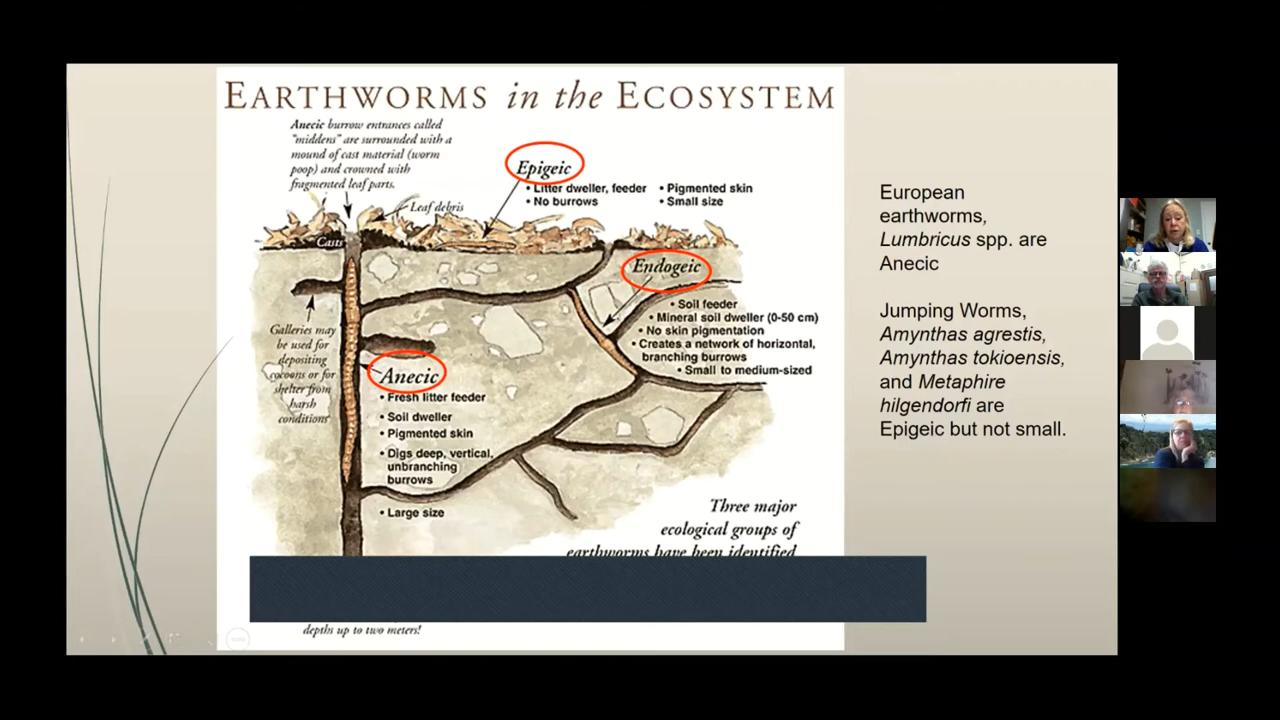 EARTHWORMS in the ECOSYSTEM
Anecic burrow entrances called
"middens" are surrounded with a
mound of cast material (worm
poop) and crowned with
fragmented leaf parts.
Epigeic
• Litter dweller, feeder
• No burrows
• Pigmented skin
• Small size
Leaf debris
Casts
Endogeic
• Soil feeder
• Mineral soil dweller (0-50 cm)
• No skin pigmentation
• Creates a network of horizontal,
branching burrows
• Small to medium-sized
Galleries may
be used for
depositing
cocoons or for
shelter from
harsh
conditions
Anecic
• Fresh litter feeder
• Soil dweller
• Pigmented skin
• Digs deep, vertical,
unbranching
burrows
• Large size
Three major
ecological groups of
earthworms have been identified
depths up to two meters!
European
earthworms,
Lumbricus spp. are
Anecic
Jumping Worms,
Amynthas agrestis,
Amynthas tokioensis,
and Metaphire
hilgendorfi are
Epigeic but not small.